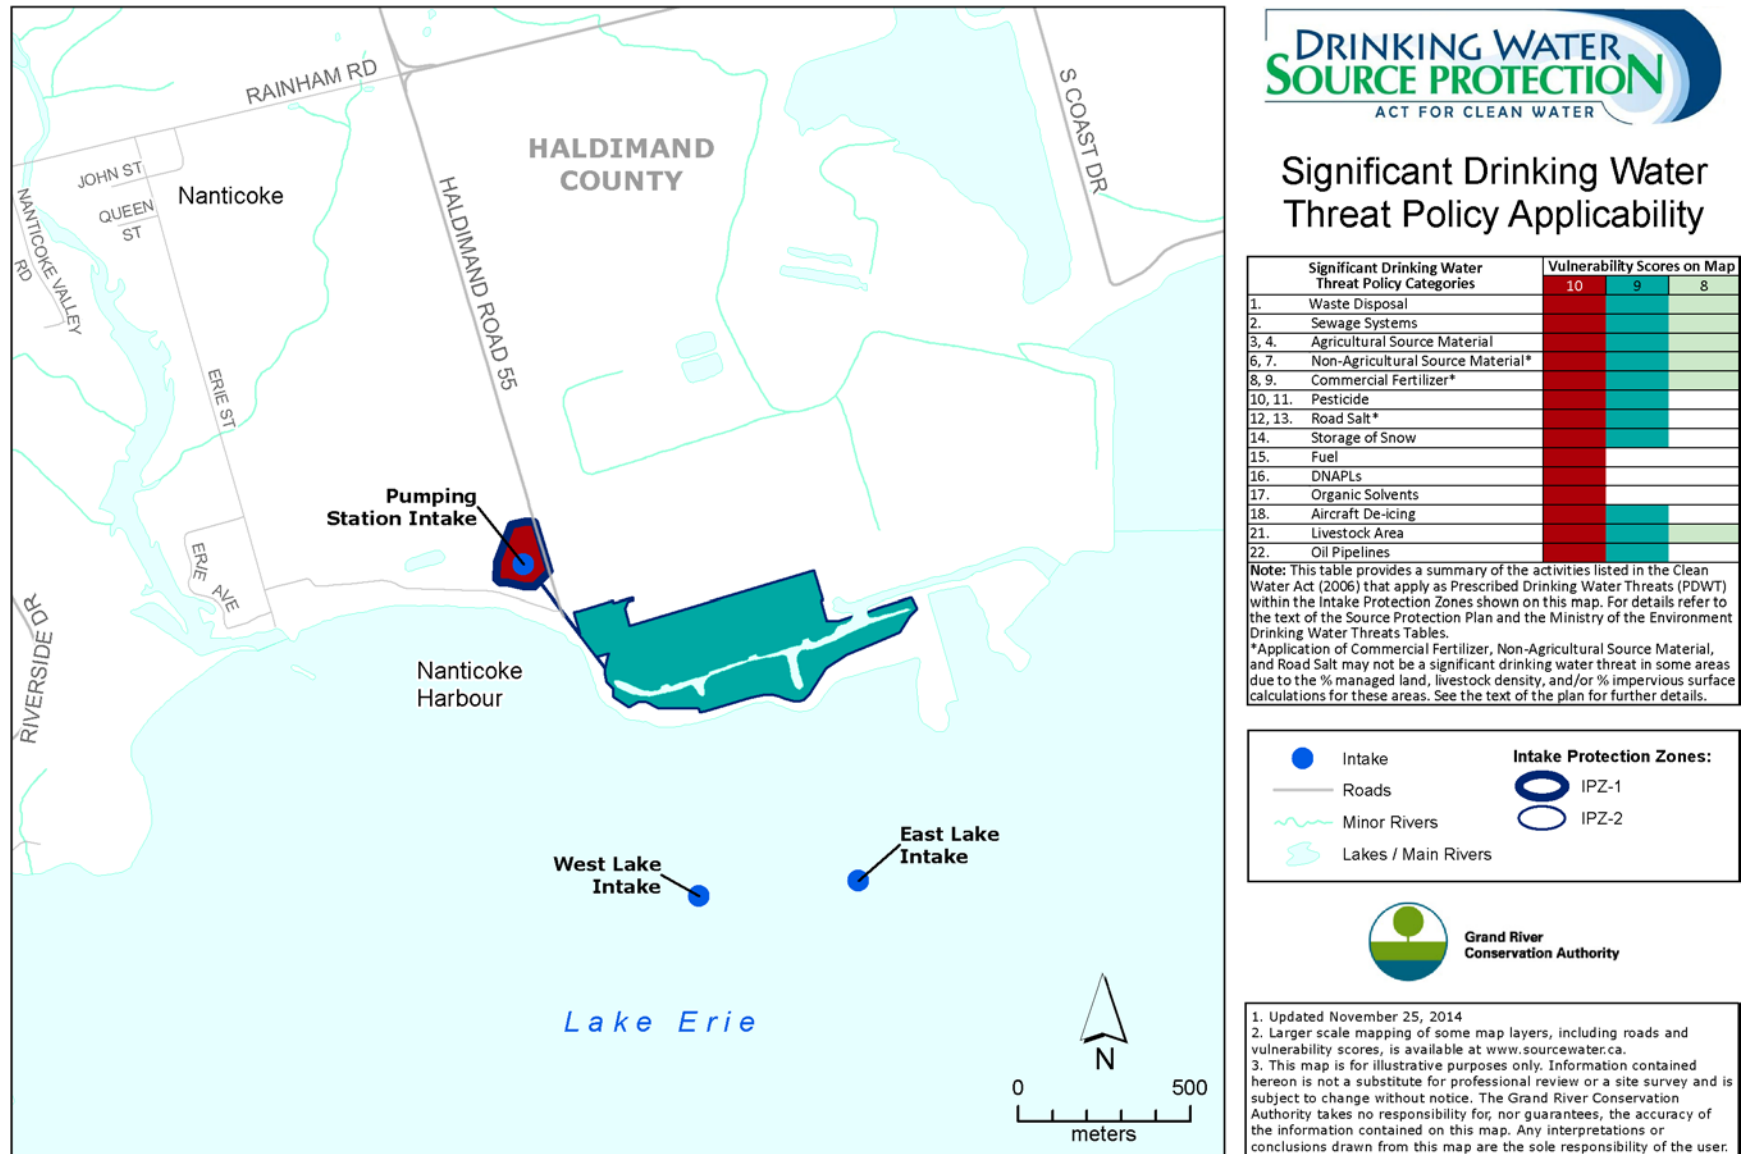 RAINHAM RD
JOHN ST
QUEEN
ST
Nanticoke
NANTICOKE VALLEY
RD
HALDIMAND
COUNTY
HALDIMAND ROAD 55
S COAST DR
ERIE ST
ERIE
AVE
RIVERSIDE DR
Pumping
Station Intake
Nanticoke
Harbour
West Lake
Intake
East Lake
Intake
Lake Erie
N
0 500
meters
DRINKING WATER
SOURCE PROTECTION
ACT FOR CLEAN WATER
Significant Drinking Water
Threat Policy Applicability
Significant Drinking Water
Threat Policy Categories
Vulnerability Scores on Map
10 9 8
1. Waste Disposal
2. Sewage Systems
3, 4. Agricultural Source Material
6, 7. Non-Agricultural Source Material*
8, 9. Commercial Fertilizer*
10, 11. Pesticide
12, 13. Road Salt*
14. Storage of Snow
15. Fuel
16. DNAPLs
17. Organic Solvents
18. Aircraft De-icing
21. Livestock Area
22. Oil Pipelines
Note: This table provides a summary of the activities listed in the Clean
Water Act (2006) that apply as Prescribed Drinking Water Threats (PDWT)
within the Intake Protection Zones shown on this map. For details refer to
the text of the Source Protection Plan and the Ministry of the Environment
Drinking Water Threats Tables.
*Application of Commercial Fertilizer, Non-Agricultural Source Material,
and Road Salt may not be a significant drinking water threat in some areas
due to the % managed land, livestock density, and/or % impervious surface
calculations for these areas. See the text of the plan for further details.
Intake
Roads
Minor Rivers
Lakes / Main Rivers
Intake Protection Zones:
IPZ-1
IPZ-2
Grand River
Conservation Authority
1. Updated November 25, 2014
2. Larger scale mapping of some map layers, including roads and
vulnerability scores, is available at www.sourcewater.ca.
3. This map is for illustrative purposes only. Information contained
hereon is not a substitute for professional review or a site survey and is
subject to change without notice. The Grand River Conservation
Authority takes no responsibility for, nor guarantees, the accuracy of
the information contained on this map. Any interpretations or
conclusions drawn from this map are the sole responsibility of the user.